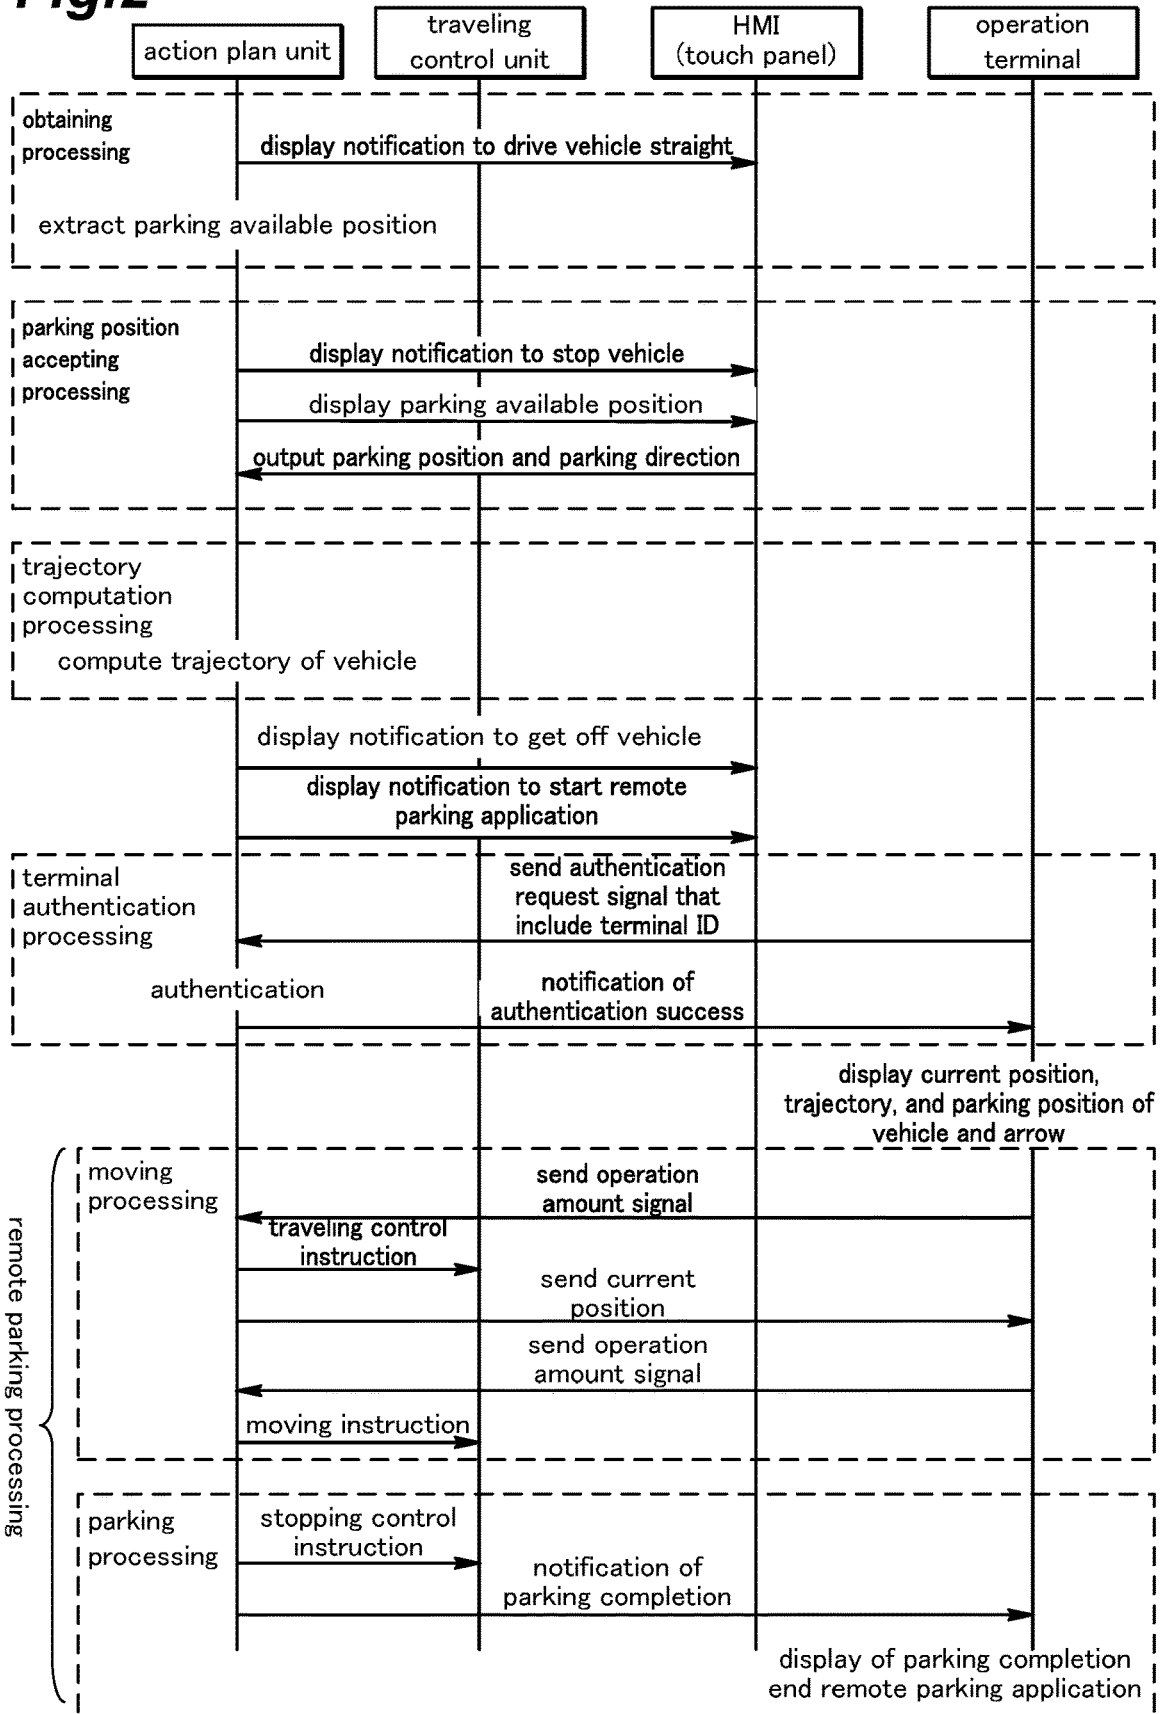 Fig.2
action plan unit
traveling
control unit
HMI
(touch panel)
operation
terminal
obtaining
processing
display notification to drive vehicle straight
extract parking available position
parking position
accepting
processing
display notification to stop vehicle
display parking available position
output parking position and parking direction
trajectory
computation
processing
compute trajectory of vehicle
display notification to get off vehicle
display notification to start remote
parking application
terminal
authentication
processing
send authentication
request signal that
include terminal ID
authentication
notification of
authentication success
display current position,
trajectory, and parking position of
vehicle and arrow
remote parking processing
moving
processing
send operation
amount signal
traveling control
instruction
send current
position
send operation
amount signal
moving instruction
parking
processing
stopping control
instruction
notification of
parking completion
display of parking completion
end remote parking application